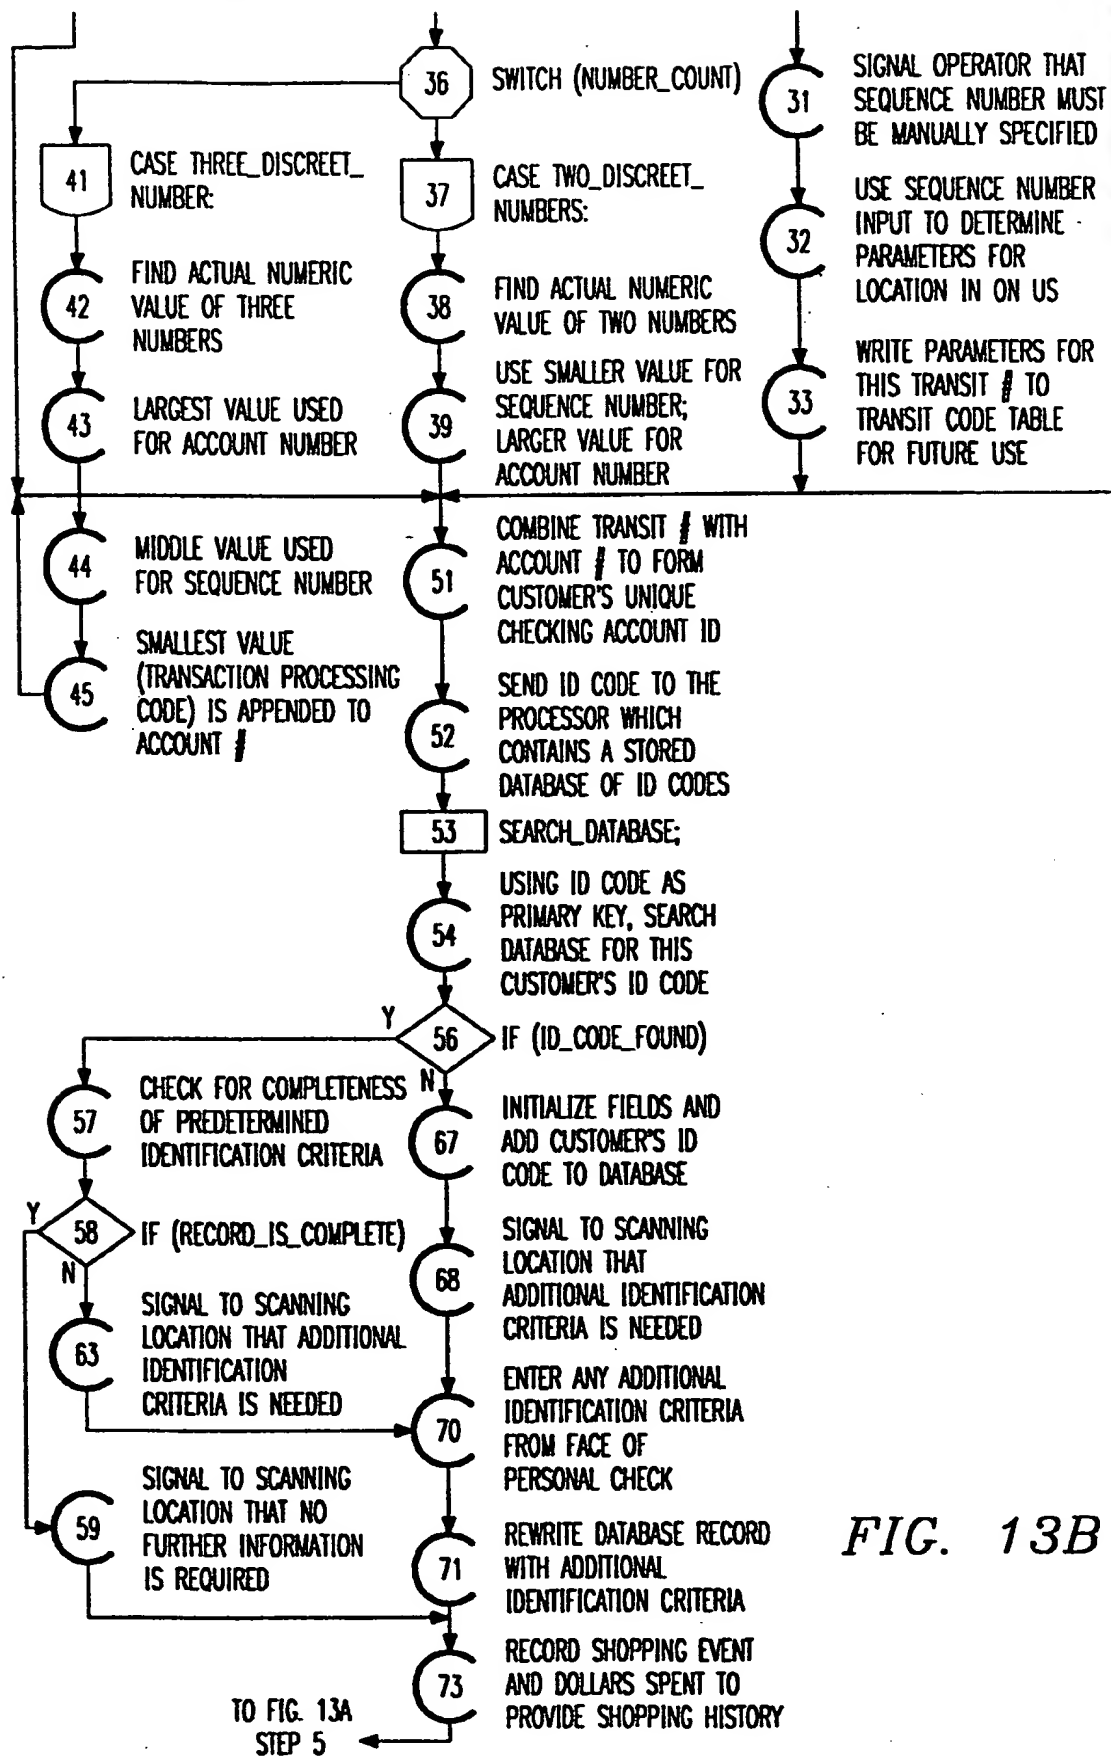 36
SWITCH (NUMBER_COUNT)
31
SIGNAL OPERATOR THAT
SEQUENCE NUMBER MUST
BE MANUALLY SPECIFIED
41
CASE THREE_DISCREET_
NUMBER:
37
CASE TWO_DISCREET_
NUMBERS:
32
USE SEQUENCE NUMBER
INPUT TO DETERMINE
PARAMETERS FOR
LOCATION IN ON US
42
FIND ACTUAL NUMERIC
VALUE OF THREE
NUMBERS
38
FIND ACTUAL NUMERIC
VALUE OF TWO NUMBERS
33
WRITE PARAMETERS FOR
THIS TRANSIT # TO
TRANSIT CODE TABLE
FOR FUTURE USE
43
LARGEST VALUE USED
FOR ACCOUNT NUMBER
39
USE SMALLER VALUE FOR
SEQUENCE NUMBER;
LARGER VALUE FOR
ACCOUNT NUMBER
44
MIDDLE VALUE USED
FOR SEQUENCE NUMBER
51
COMBINE TRANSIT # WITH
ACCOUNT # TO FORM
CUSTOMER'S UNIQUE
CHECKING ACCOUNT ID
45
SMALLEST VALUE
(TRANSACTION PROCESSING
CODE) IS APPENDED TO
ACCOUNT #
52
SEND ID CODE TO THE
PROCESSOR WHICH
CONTAINS A STORED
DATABASE OF ID CODES
53
SEARCH_DATABASE;
54
USING ID CODE AS
PRIMARY KEY, SEARCH
DATABASE FOR THIS
CUSTOMER'S ID CODE
Y
56
IF (ID_CODE_FOUND)
N
57
CHECK FOR COMPLETENESS
OF PREDETERMINED
IDENTIFICATION CRITERIA
67
INITIALIZE FIELDS AND
ADD CUSTOMER'S ID
CODE TO DATABASE
Y
58
IF (RECORD_IS_COMPLETE)
N
68
SIGNAL TO SCANNING
LOCATION THAT
ADDITIONAL IDENTIFICATION
CRITERIA IS NEEDED
63
SIGNAL TO SCANNING
LOCATION THAT ADDITIONAL
IDENTIFICATION
CRITERIA IS NEEDED
70
ENTER ANY ADDITIONAL
IDENTIFICATION CRITERIA
FROM FACE OF
PERSONAL CHECK
59
SIGNAL TO SCANNING
LOCATION THAT NO
FURTHER INFORMATION
IS REQUIRED
71
REWRITE DATABASE RECORD
WITH ADDITIONAL
IDENTIFICATION CRITERIA
FIG. 13B
73
RECORD SHOPPING EVENT
AND DOLLARS SPENT TO
PROVIDE SHOPPING HISTORY
TO FIG. 13A
STEP 5